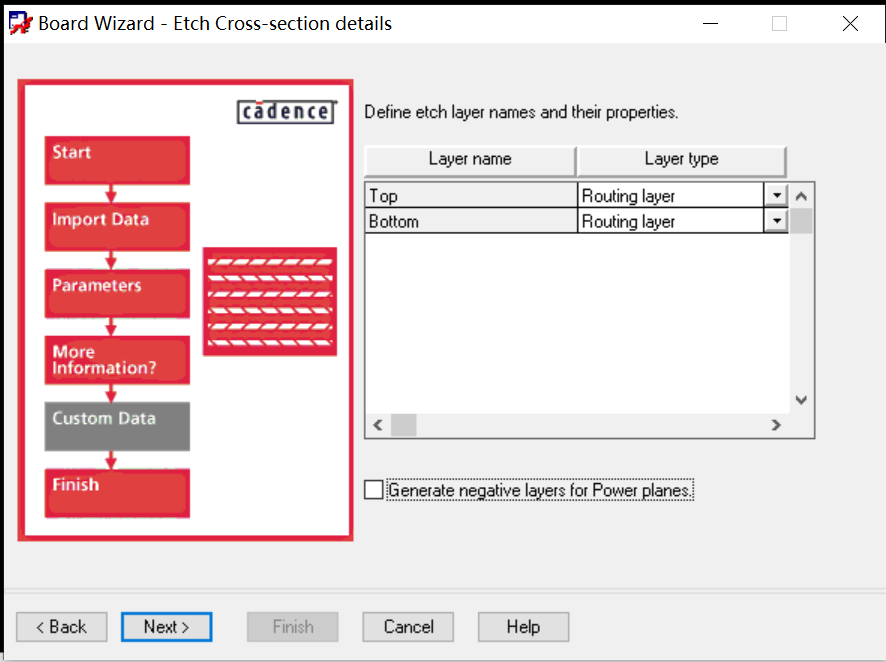 Board Wizard - Etch Cross-section details
cādence
Start
Import Data
Parameters
More
Information?
Custom Data
Finish
Define etch layer names and their properties.
Layer name Layer type
Top Routing layer
Bottom Routing layer
Generate negative layers for Power planes.
< Back Next > Finish Cancel Help